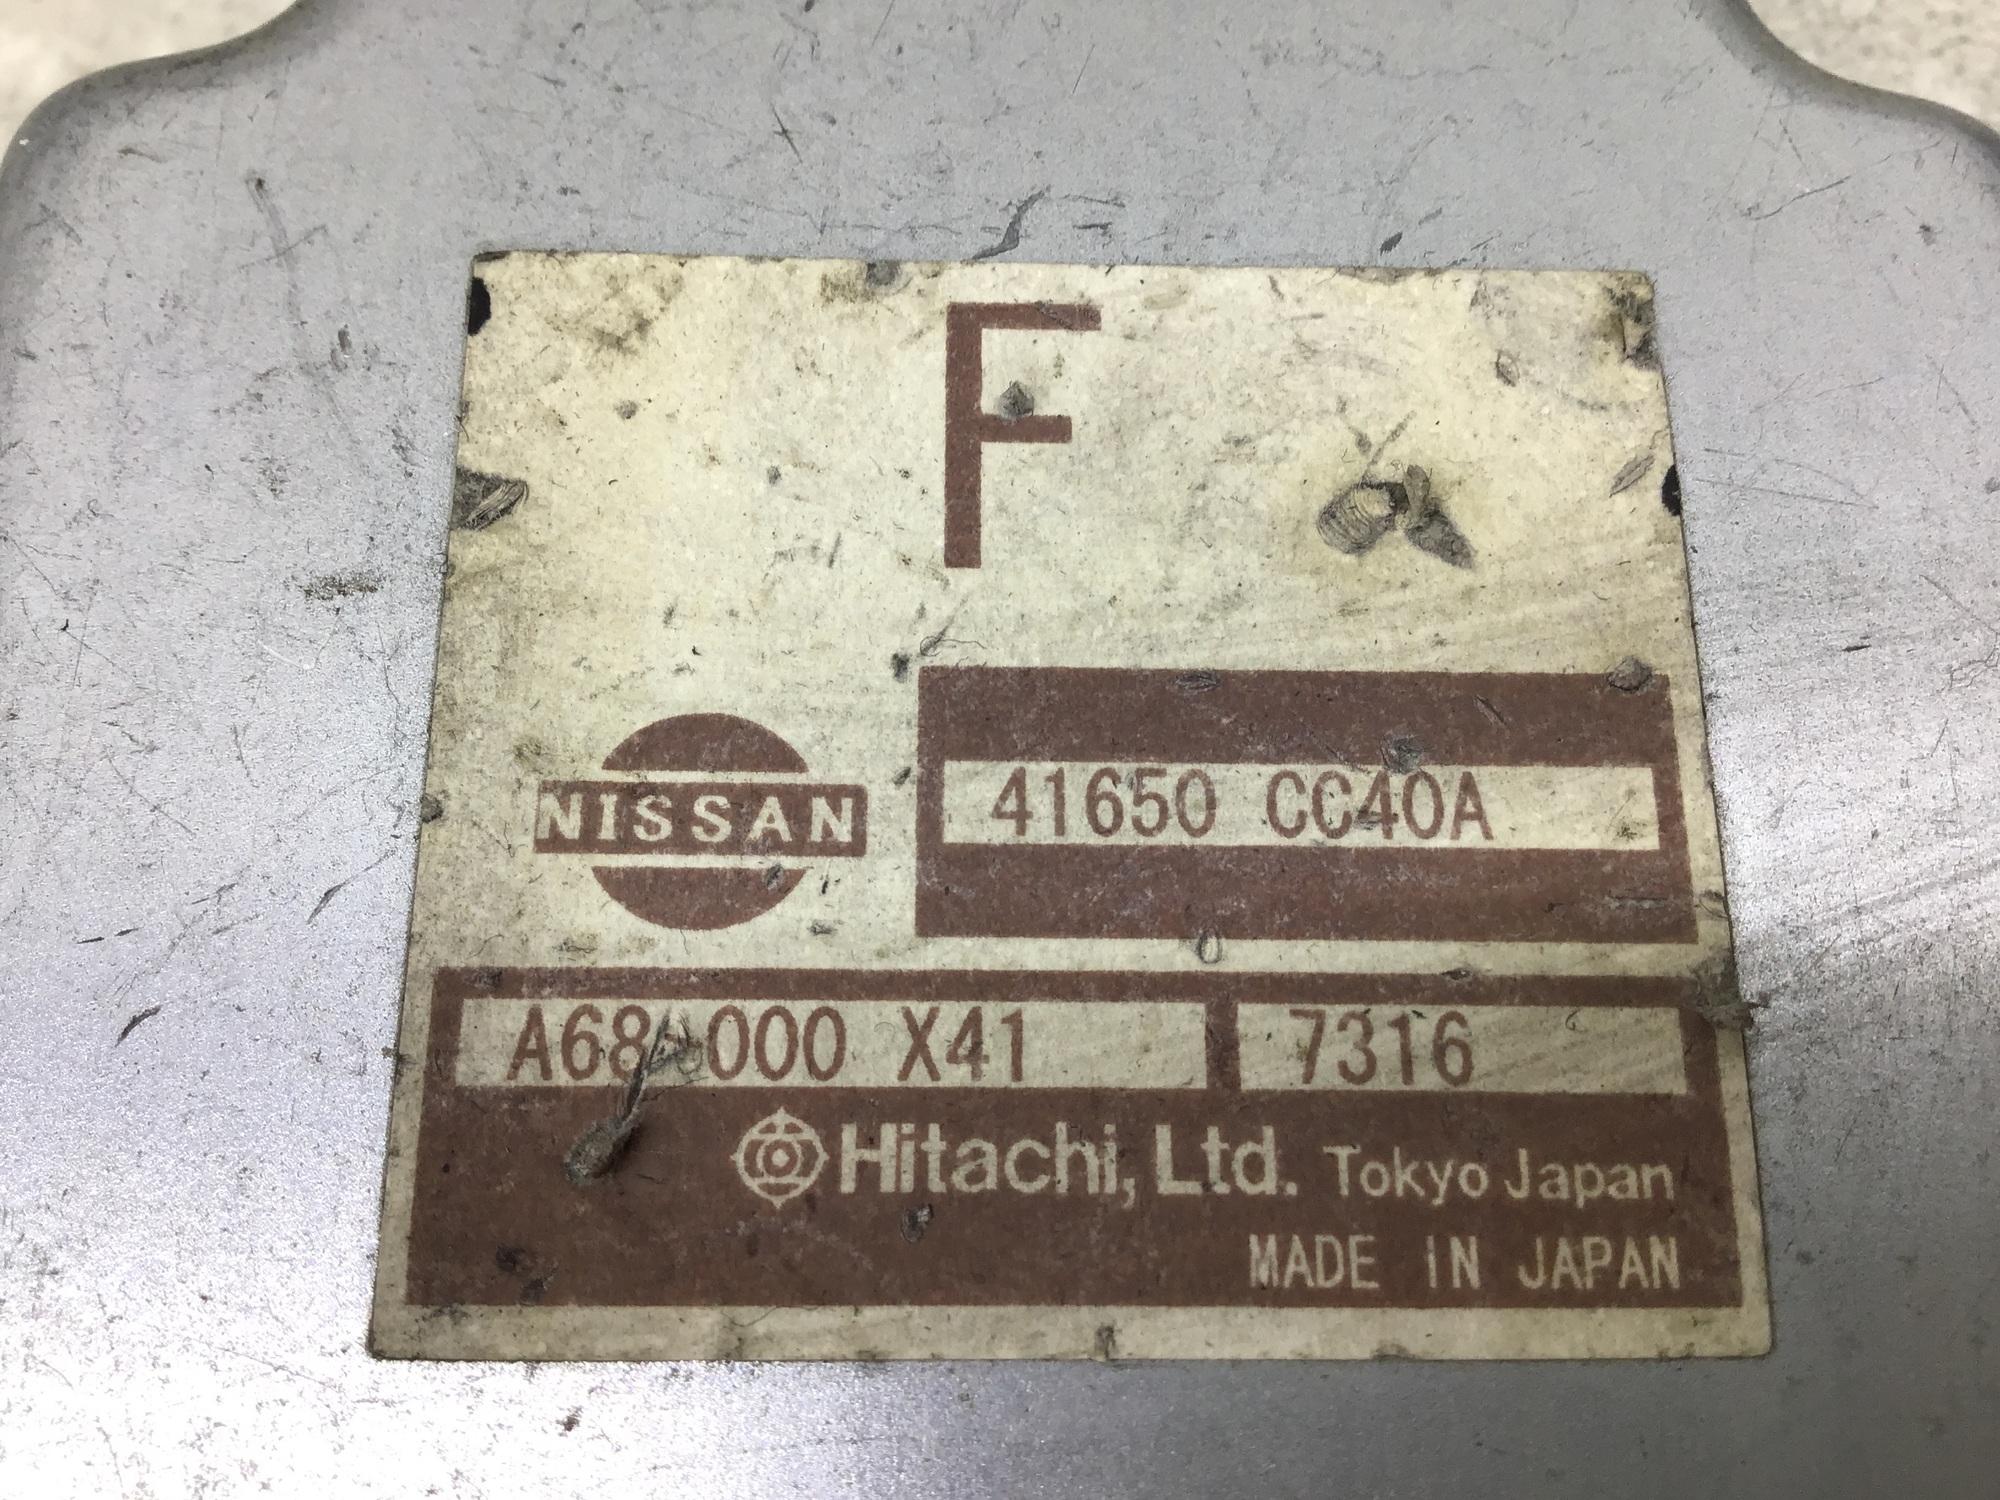 F
NISSAN
41650 CC40A
A68-000 X41 7316
Hitachi, Ltd. Tokyo Japan
MADE IN JAPAN